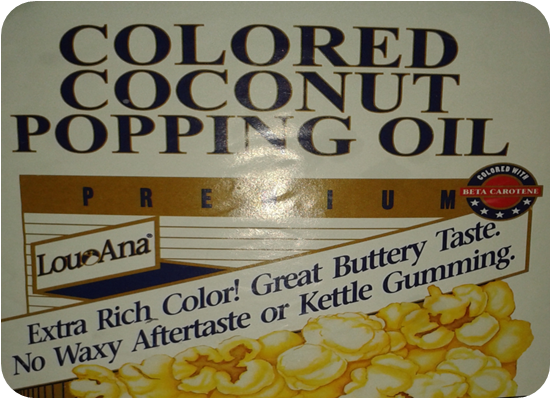 COLORED
COCONUT
POPPING OIL
PREMIUM
COLORED WITH
BETA CAROTENE
LouAna
Extra Rich Color! Great Buttery Taste.
No Waxy Aftertaste or Kettle Gumming.